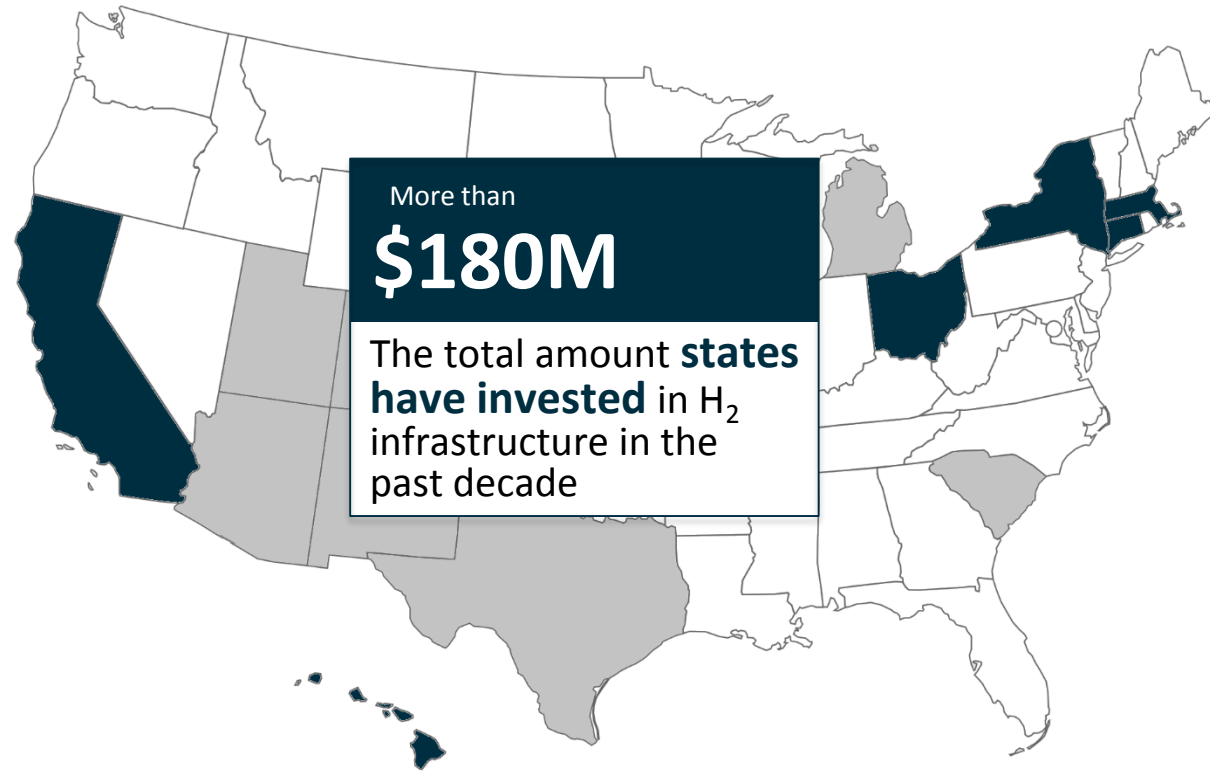 More than
$180M
The total amount states
have invested in H₂
infrastructure in the
past decade